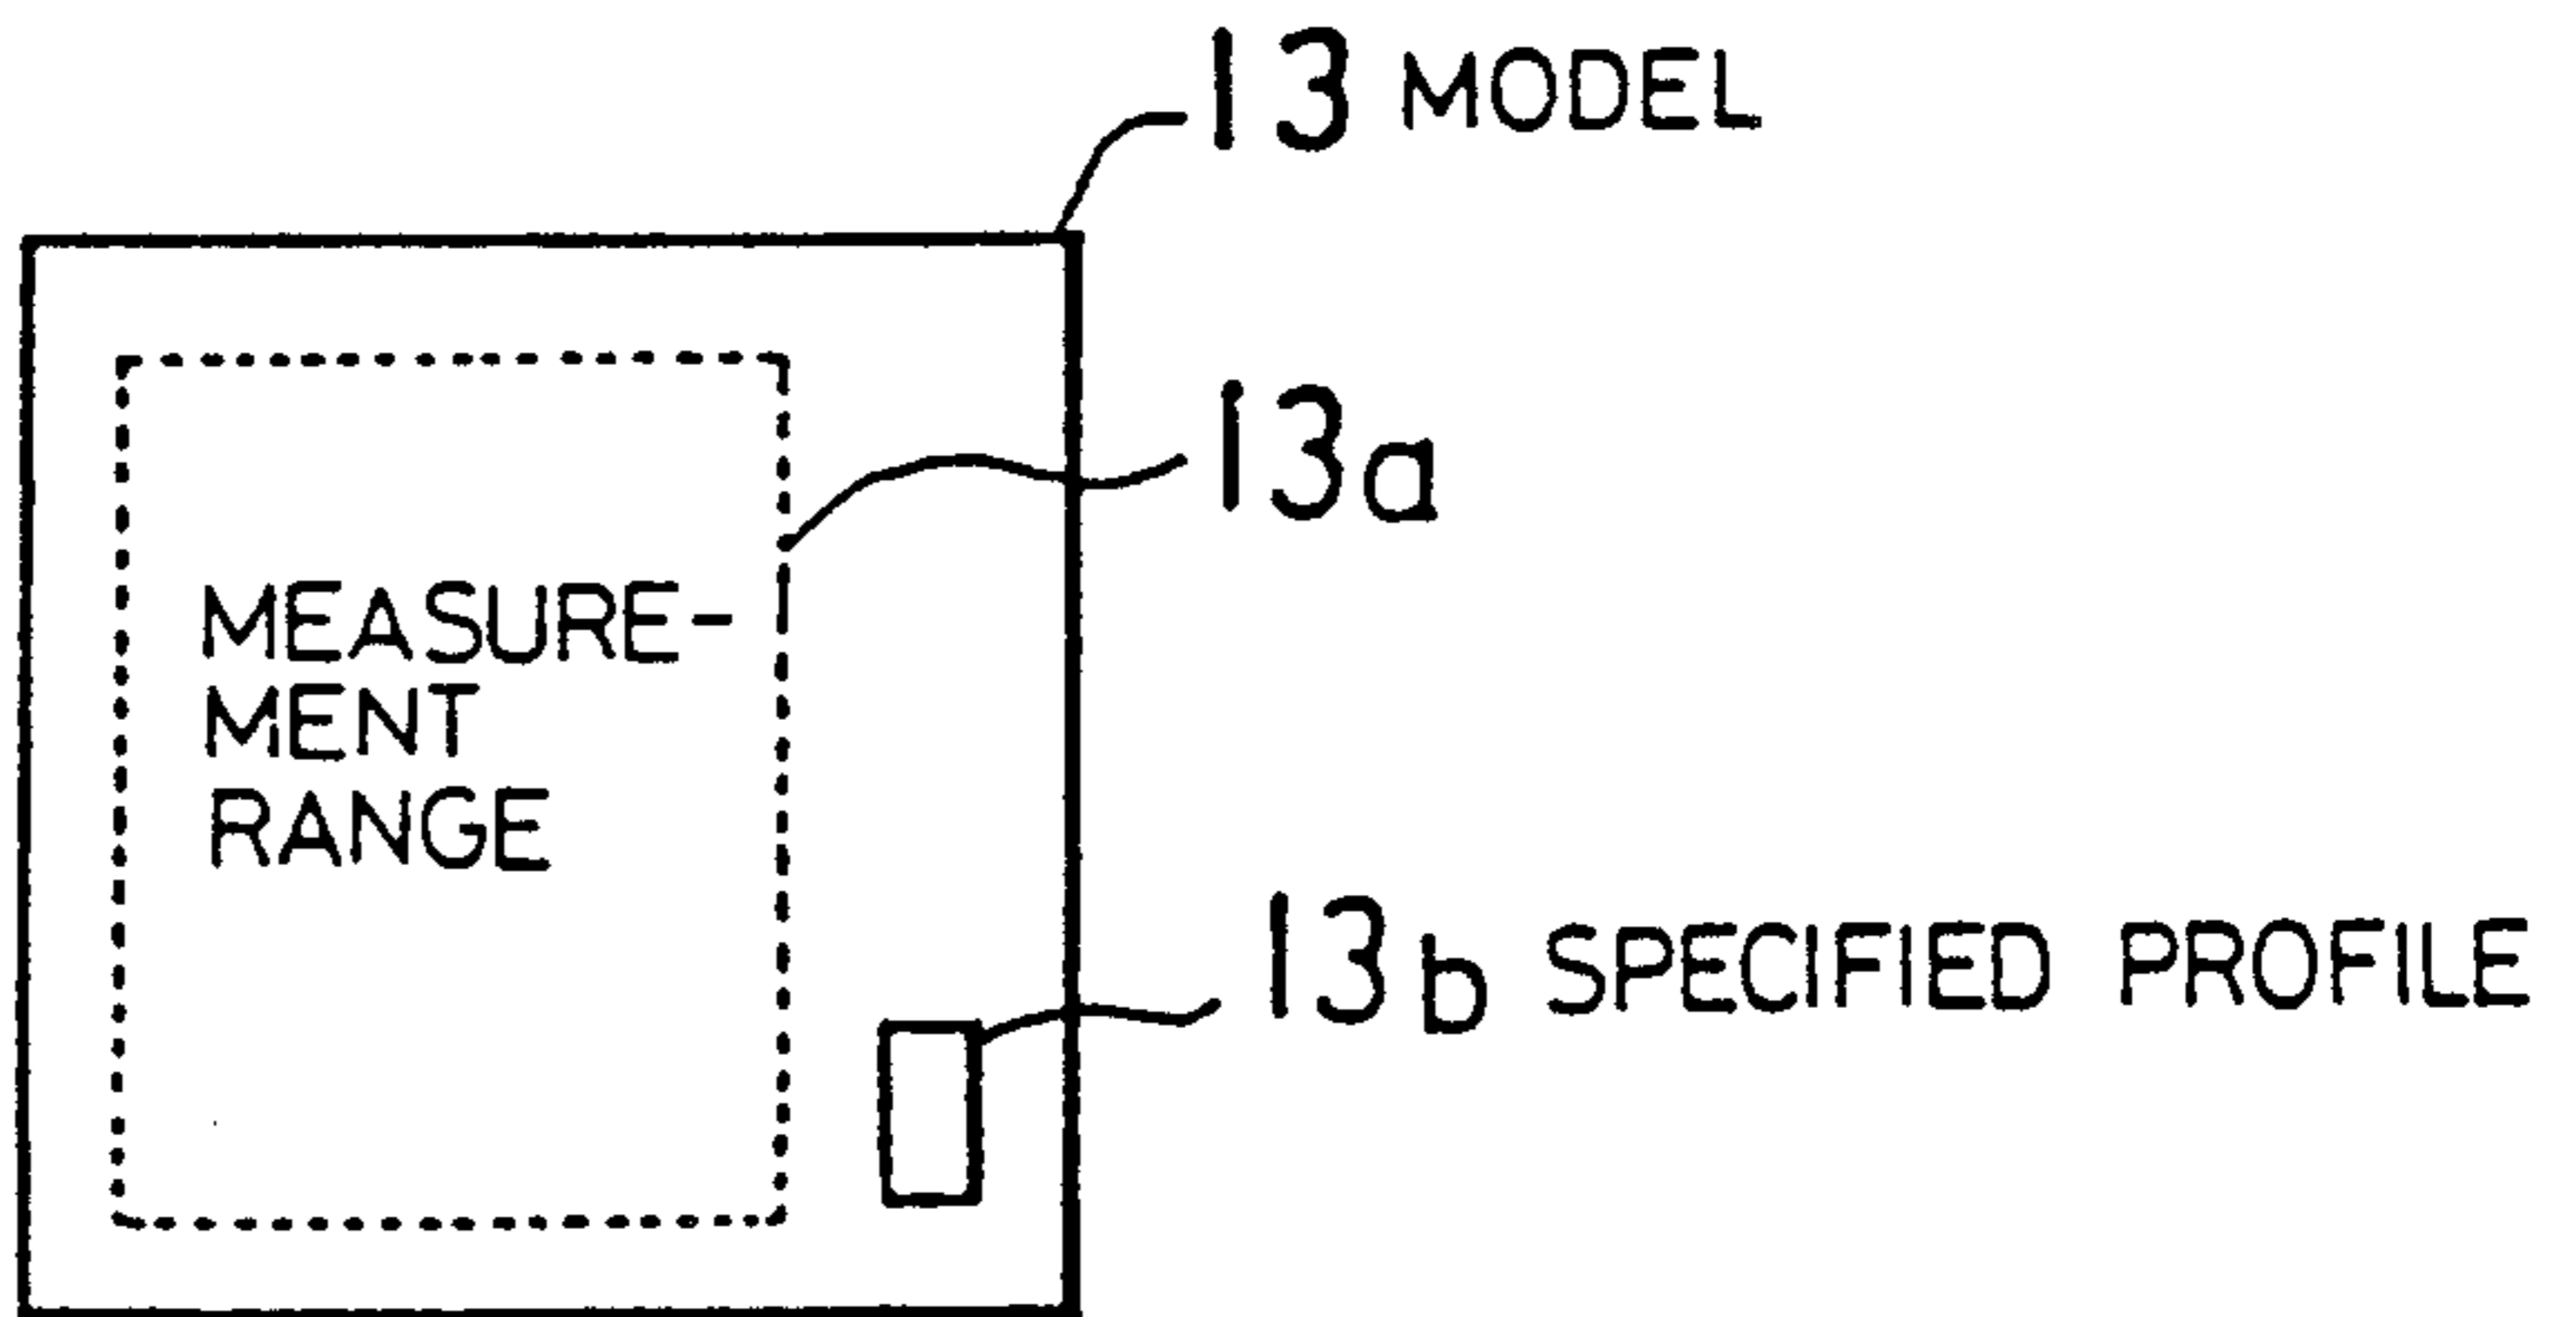 13 MODEL
13a
MEASURE-
MENT
RANGE
13b SPECIFIED PROFILE